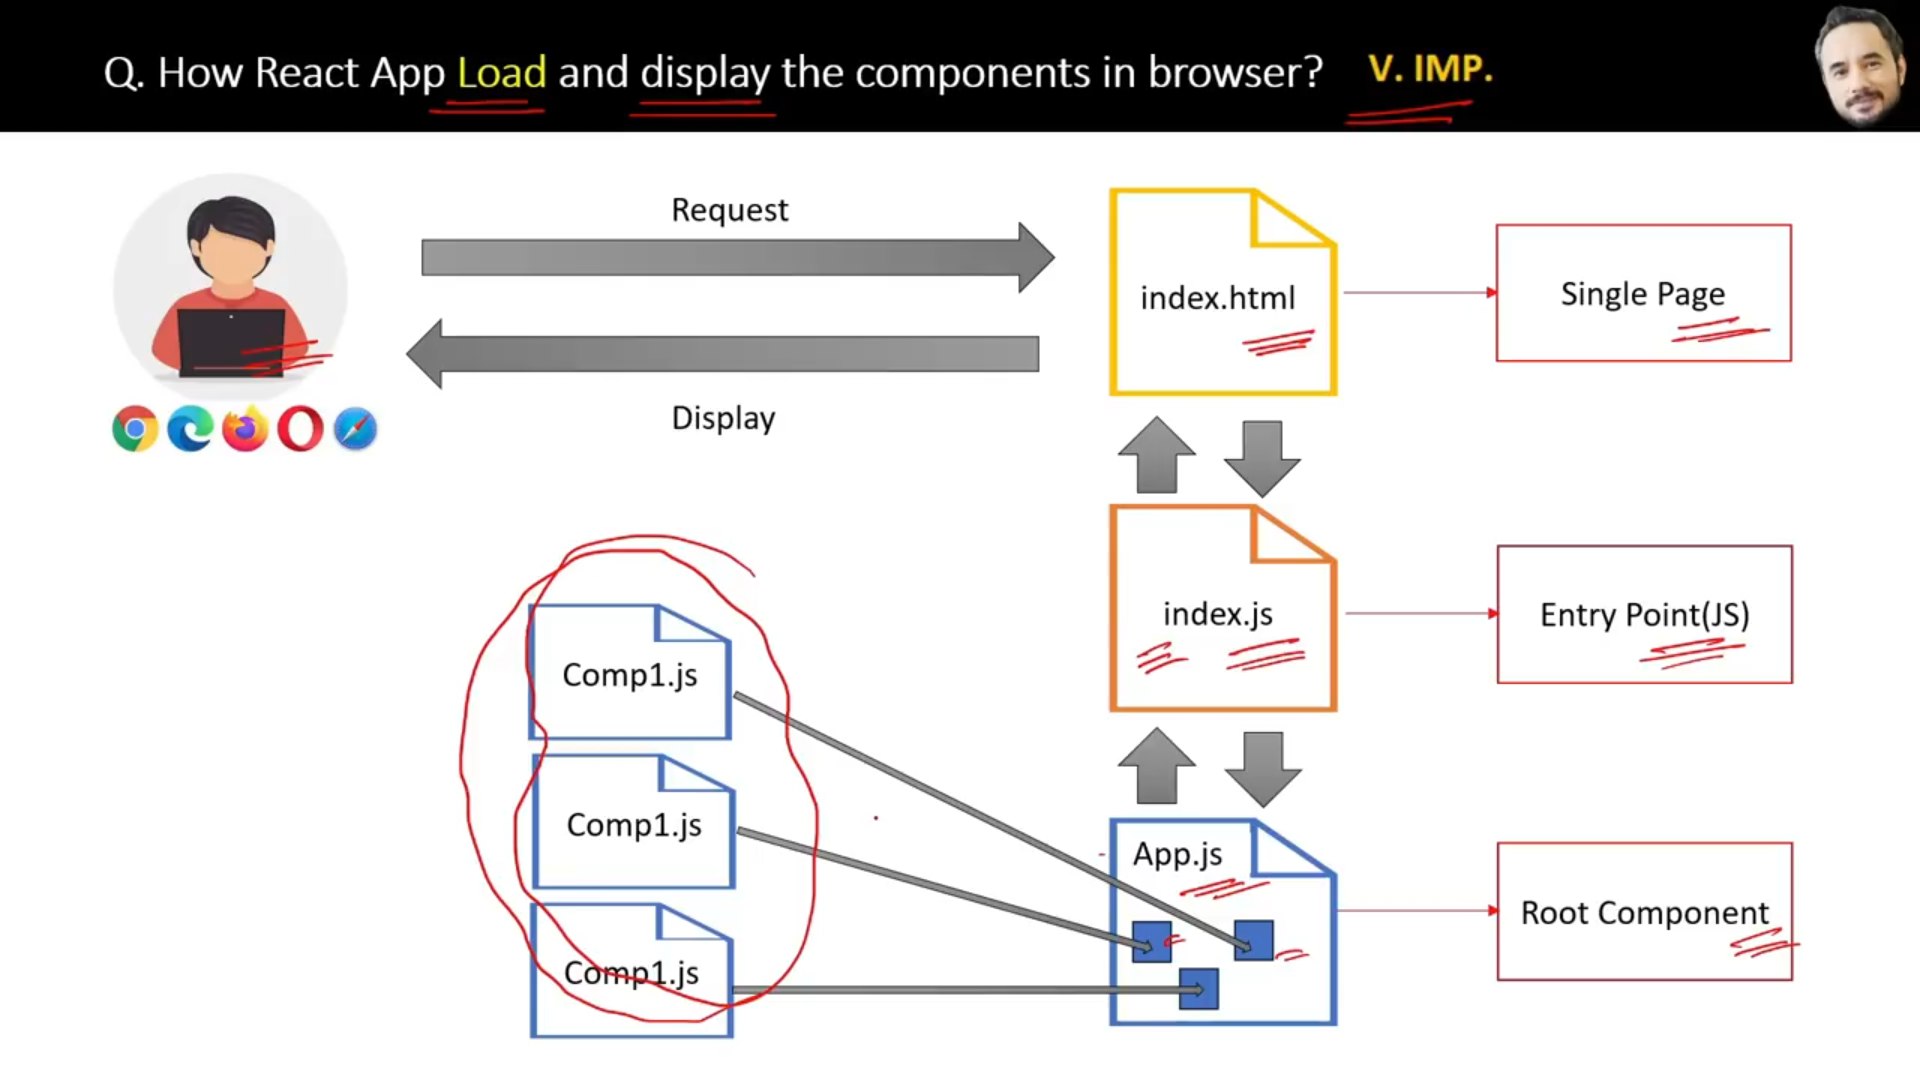 Q. How React App Load and display the components in browser? V. IMP.
Request
index.html
Single Page
Display
index.js
Entry Point(JS)
Comp1.js
Comp1.js
App.js
Root Component
Comp1.js